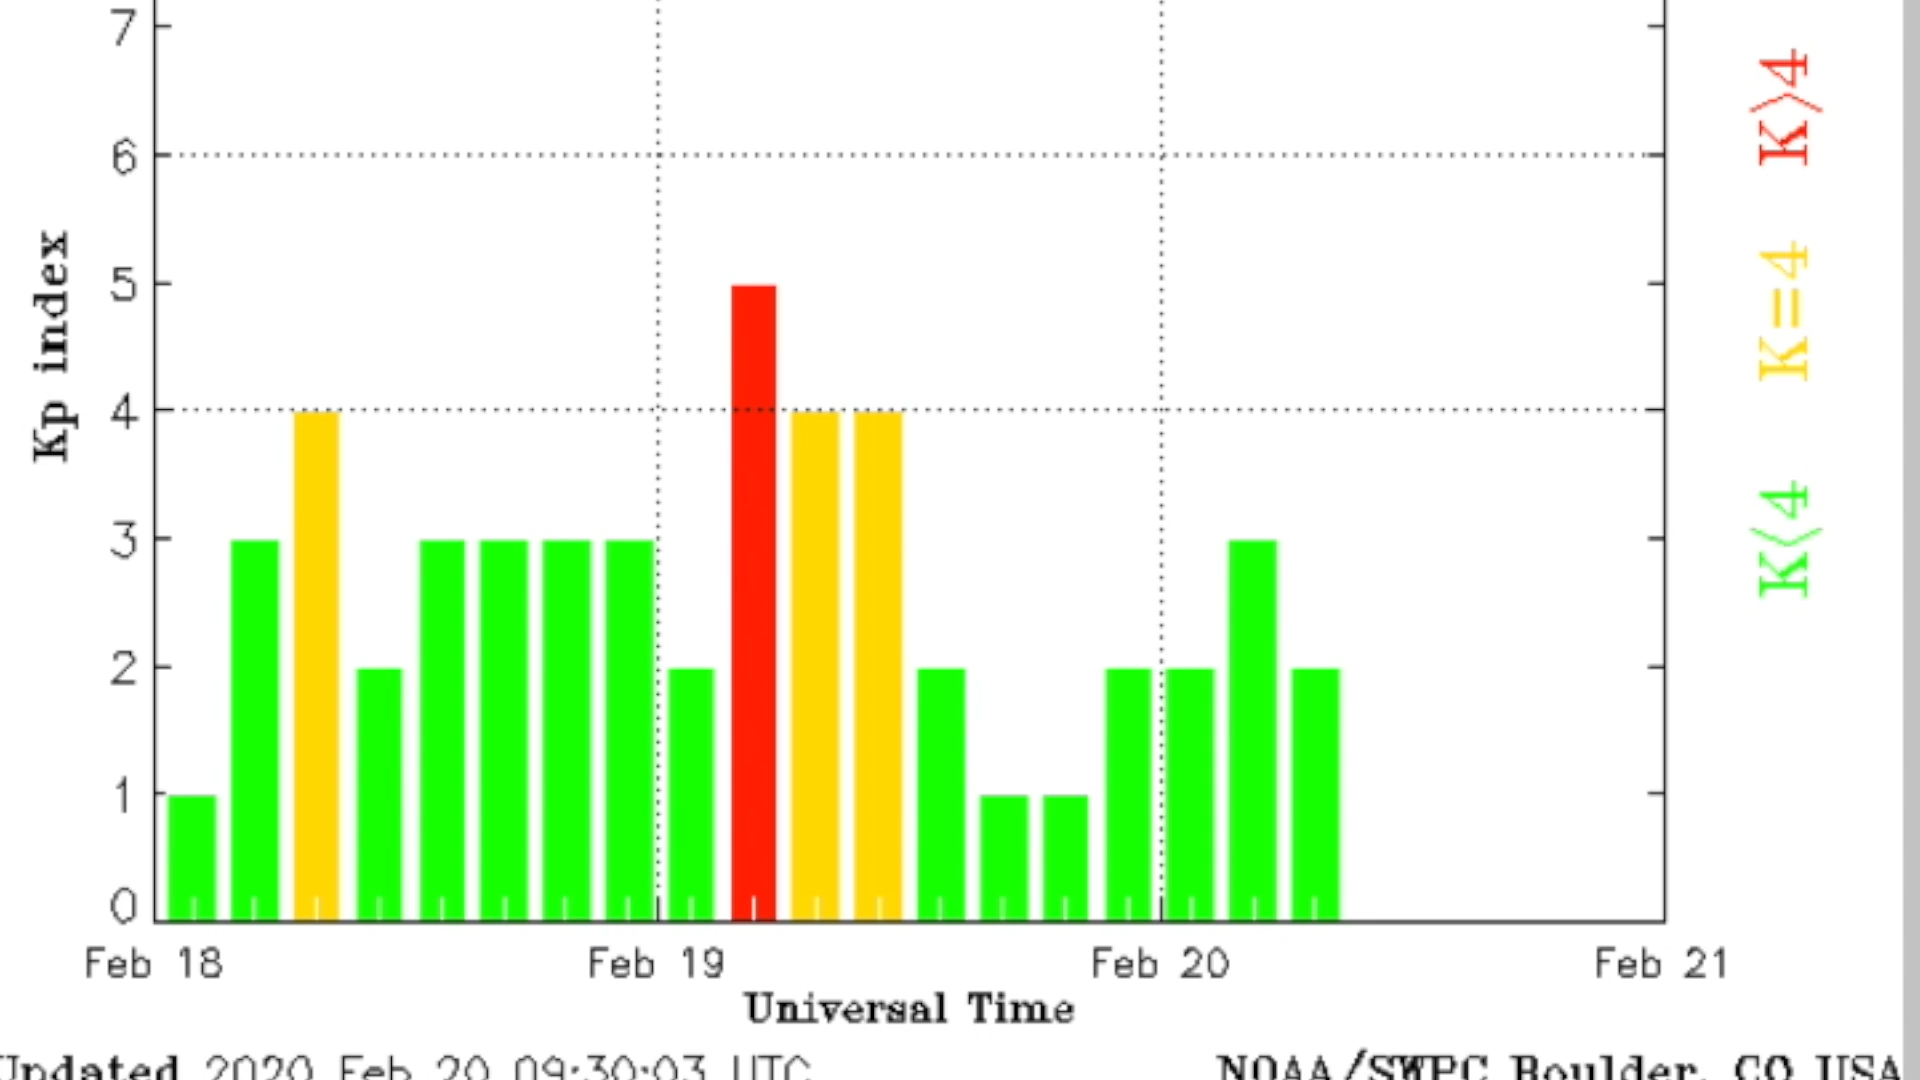 7
6
5
4
3
2
1
0
Kp index
K<4 K=4 K>4
Feb 18 Feb 19 Feb 20 Feb 21
Universal Time
Updated 2020 Feb 20 09:30:03 UTC NOAA/SWPC Boulder, CO USA